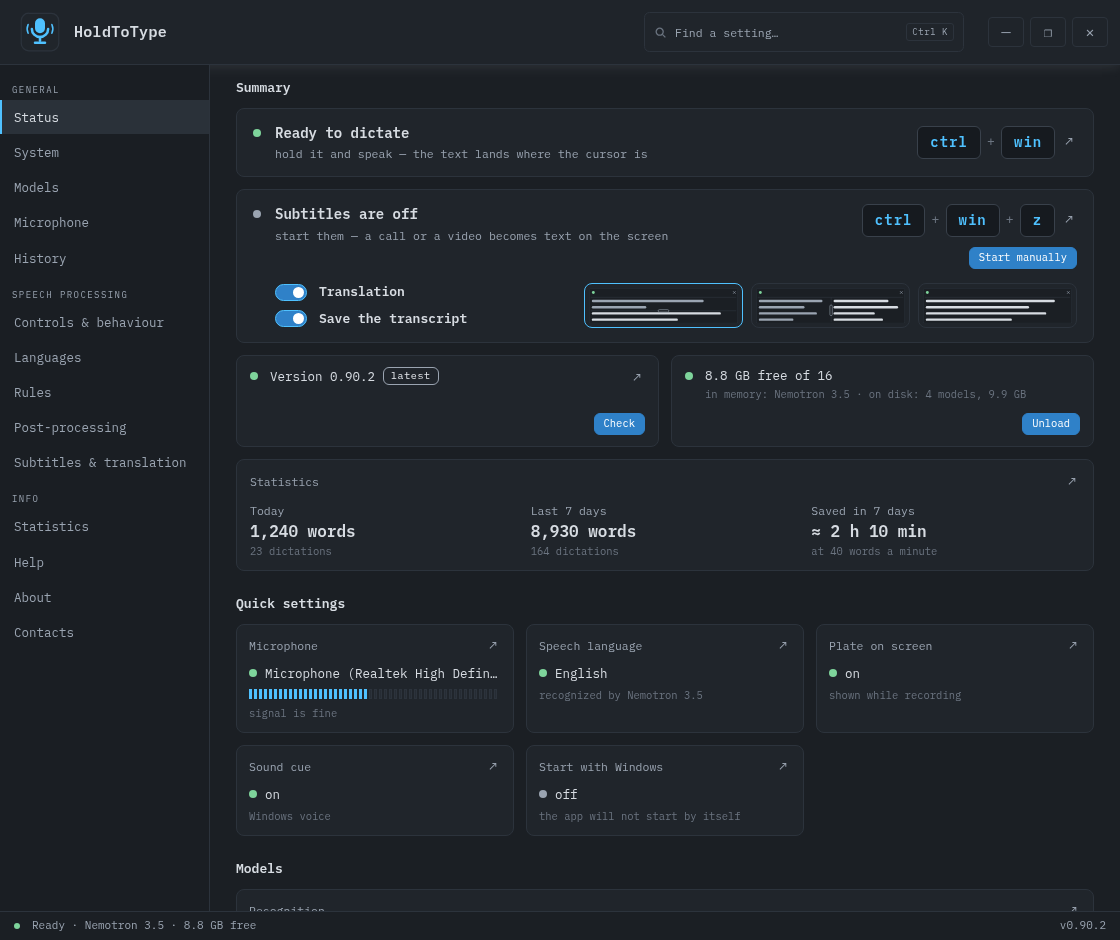 HoldToType
Find a setting…
Ctrl K
GENERAL
Status
System
Models
Microphone
History
SPEECH PROCESSING
Controls & behaviour
Languages
Rules
Post-processing
Subtitles & translation
INFO
Statistics
Help
About
Contacts
Summary
Ready to dictate
hold it and speak — the text lands where the cursor is
ctrl + win ↗
Subtitles are off
start them — a call or a video becomes text on the screen
ctrl + win + z ↗
Start manually
Translation
Save the transcript
Version 0.90.2 latest ↗
Check
8.8 GB free of 16
in memory: Nemotron 3.5 · on disk: 4 models, 9.9 GB
Unload
Statistics ↗
Today
1,240 words
23 dictations
Last 7 days
8,930 words
164 dictations
Saved in 7 days
≈ 2 h 10 min
at 40 words a minute
Quick settings
Microphone ↗
Microphone (Realtek High Defin…
signal is fine
Speech language ↗
English
recognized by Nemotron 3.5
Plate on screen ↗
on
shown while recording
Sound cue ↗
on
Windows voice
Start with Windows ↗
off
the app will not start by itself
Models
Recognition ↗
Ready · Nemotron 3.5 · 8.8 GB free
v0.90.2